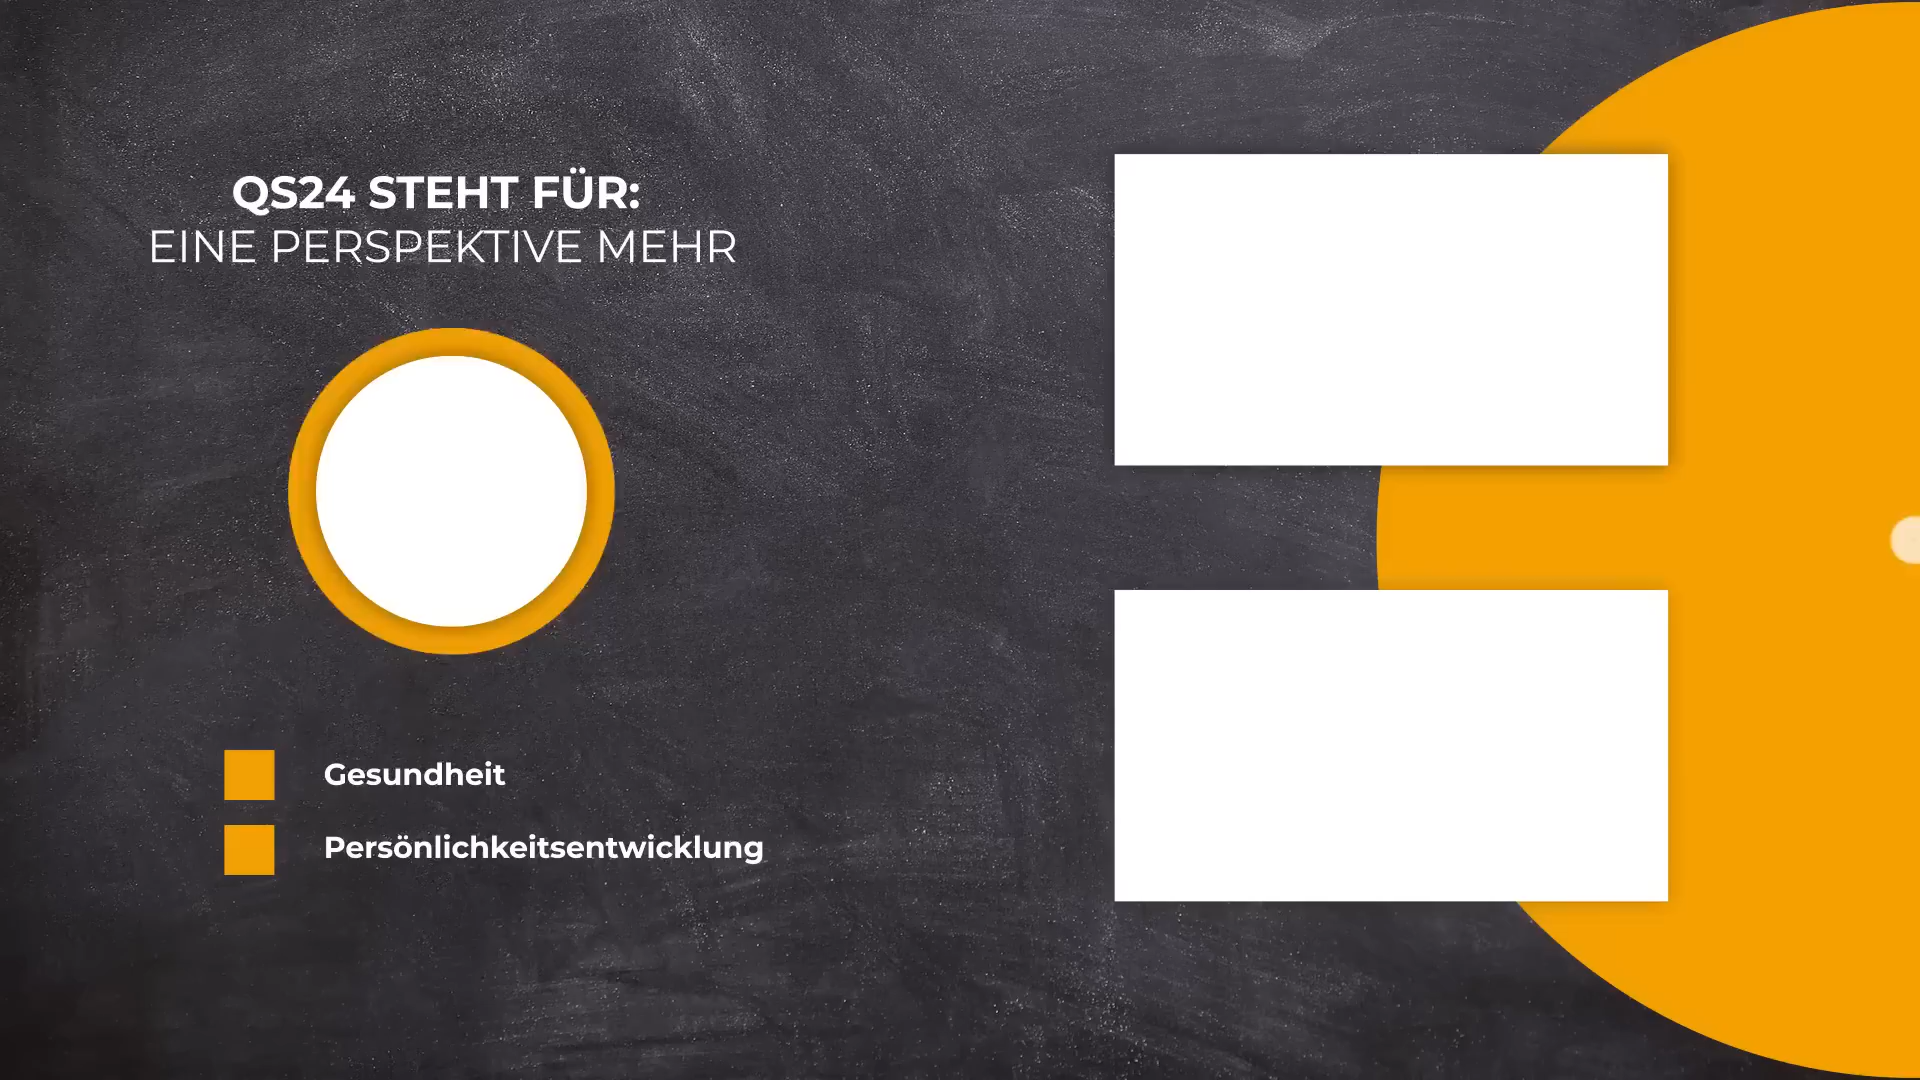 QS24 STEHT FÜR:
EINE PERSPEKTIVE MEHR
Gesundheit
Persönlichkeitsentwicklung